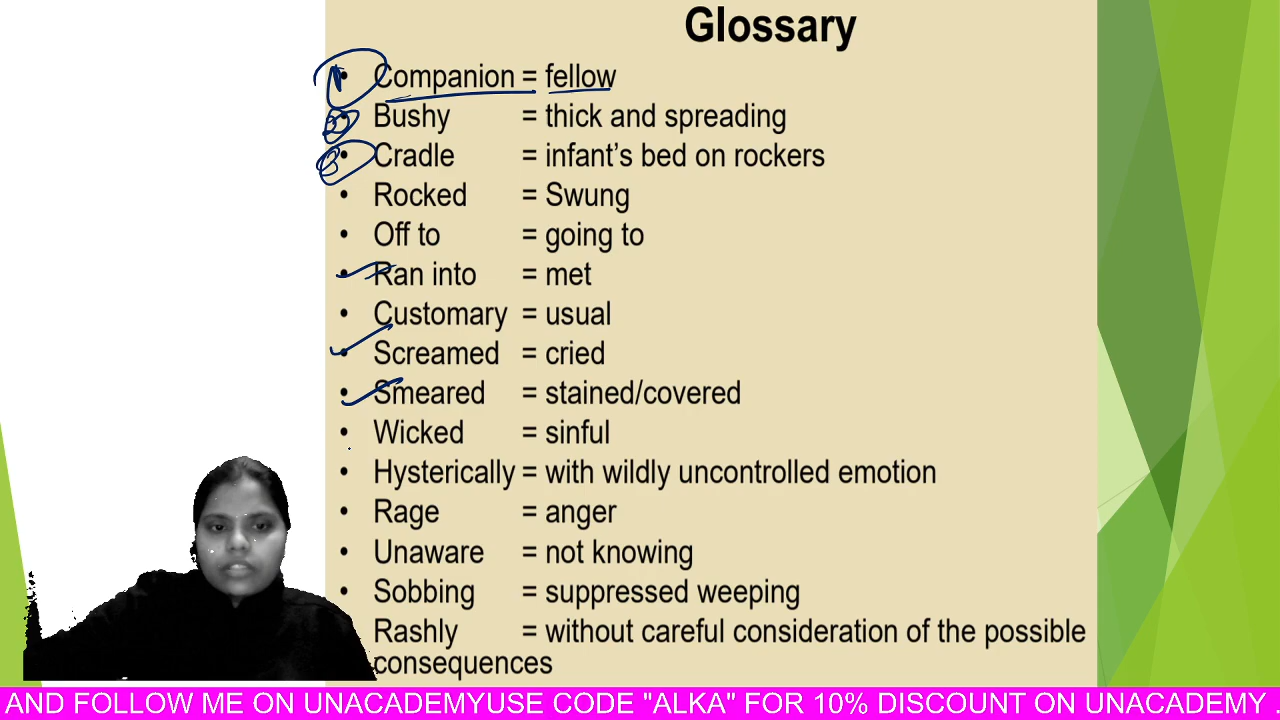 Glossary
• Companion = fellow
• Bushy = thick and spreading
• Cradle = infant's bed on rockers
• Rocked = Swung
• Off to = going to
• Ran into = met
• Customary = usual
• Screamed = cried
• Smeared = stained/covered
• Wicked = sinful
• Hysterically = with wildly uncontrolled emotion
• Rage = anger
• Unaware = not knowing
• Sobbing = suppressed weeping
Rashly = without careful consideration of the possible
consequences
AND FOLLOW ME ON UNACADEMYUSE CODE "ALKA" FOR 10% DISCOUNT ON UNACADEMY .